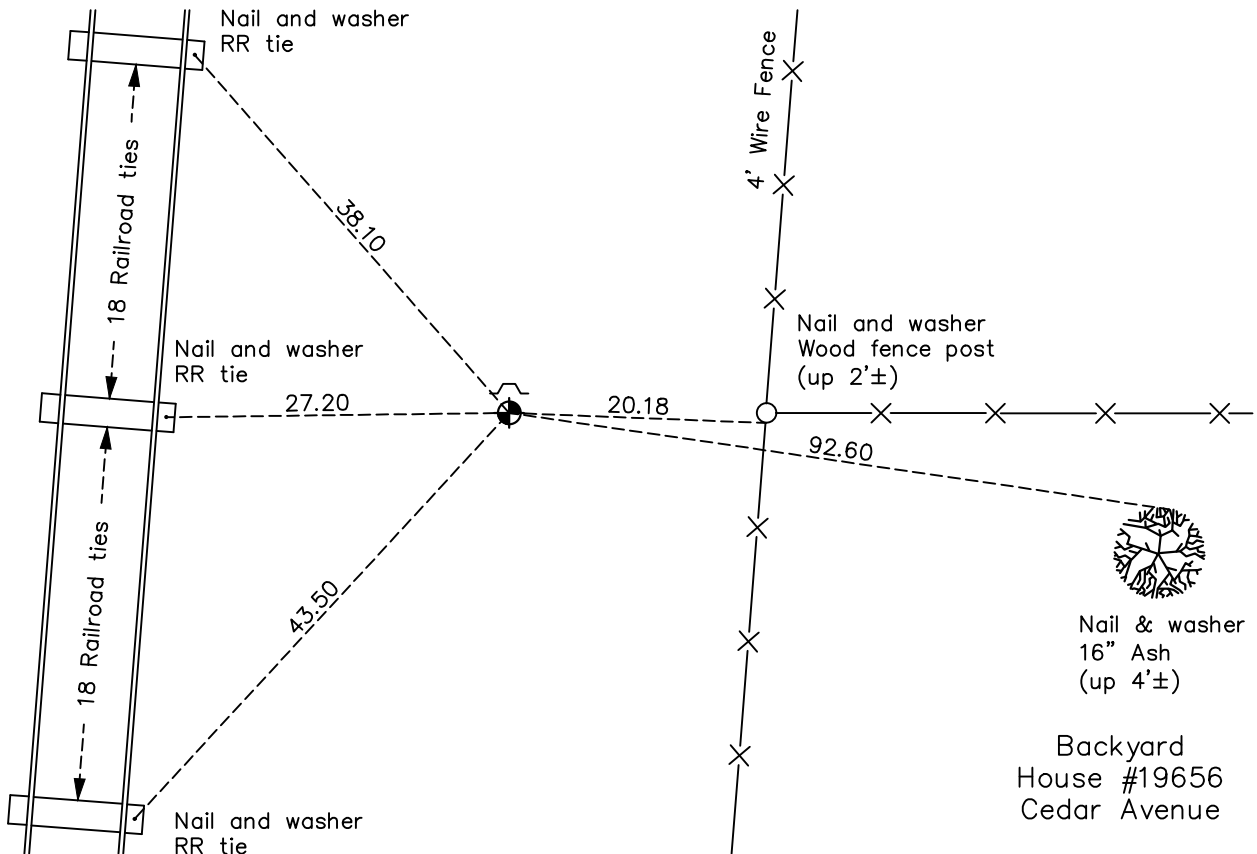 Nail and washer
RR tie
4' Wire Fence
18 Railroad ties
38.10
Nail and washer
Wood fence post
(up 2'±)
Nail and washer
RR tie
27.20
20.18
92.60
18 Railroad ties
43.50
Nail & washer
16" Ash
(up 4'±)
Backyard
House #19656
Cedar Avenue
Nail and washer
RR tie